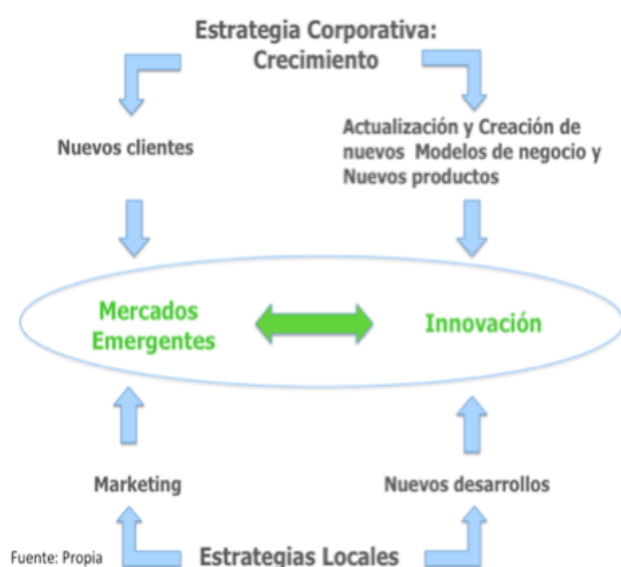 Estrategia Corporativa:
Crecimiento
Nuevos clientes
Actualización y Creación de
nuevos Modelos de negocio y
Nuevos productos
Mercados
Emergentes
Innovación
Marketing
Nuevos desarrollos
Fuente: Propia
Estrategias Locales